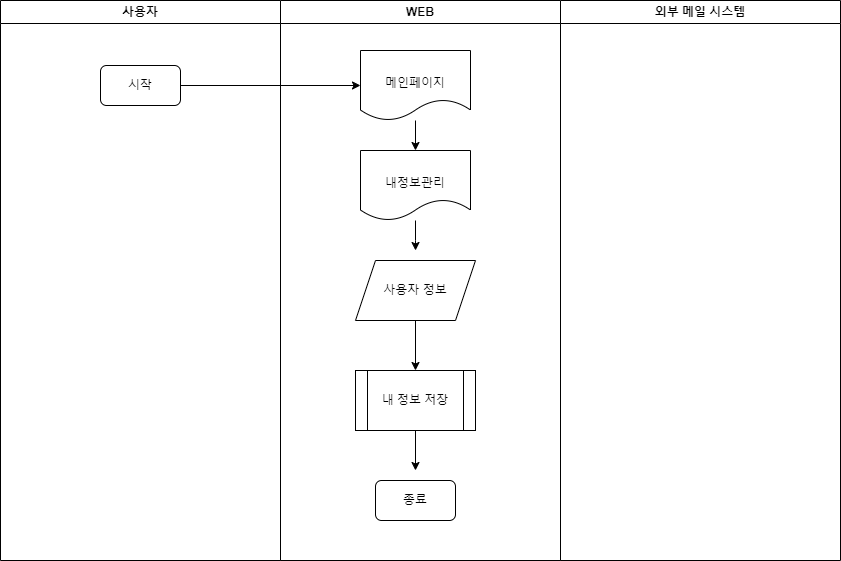 사용자
WEB
외부 메일 시스템
시작
메인페이지
내정보관리
사용자 정보
내 정보 저장
종료